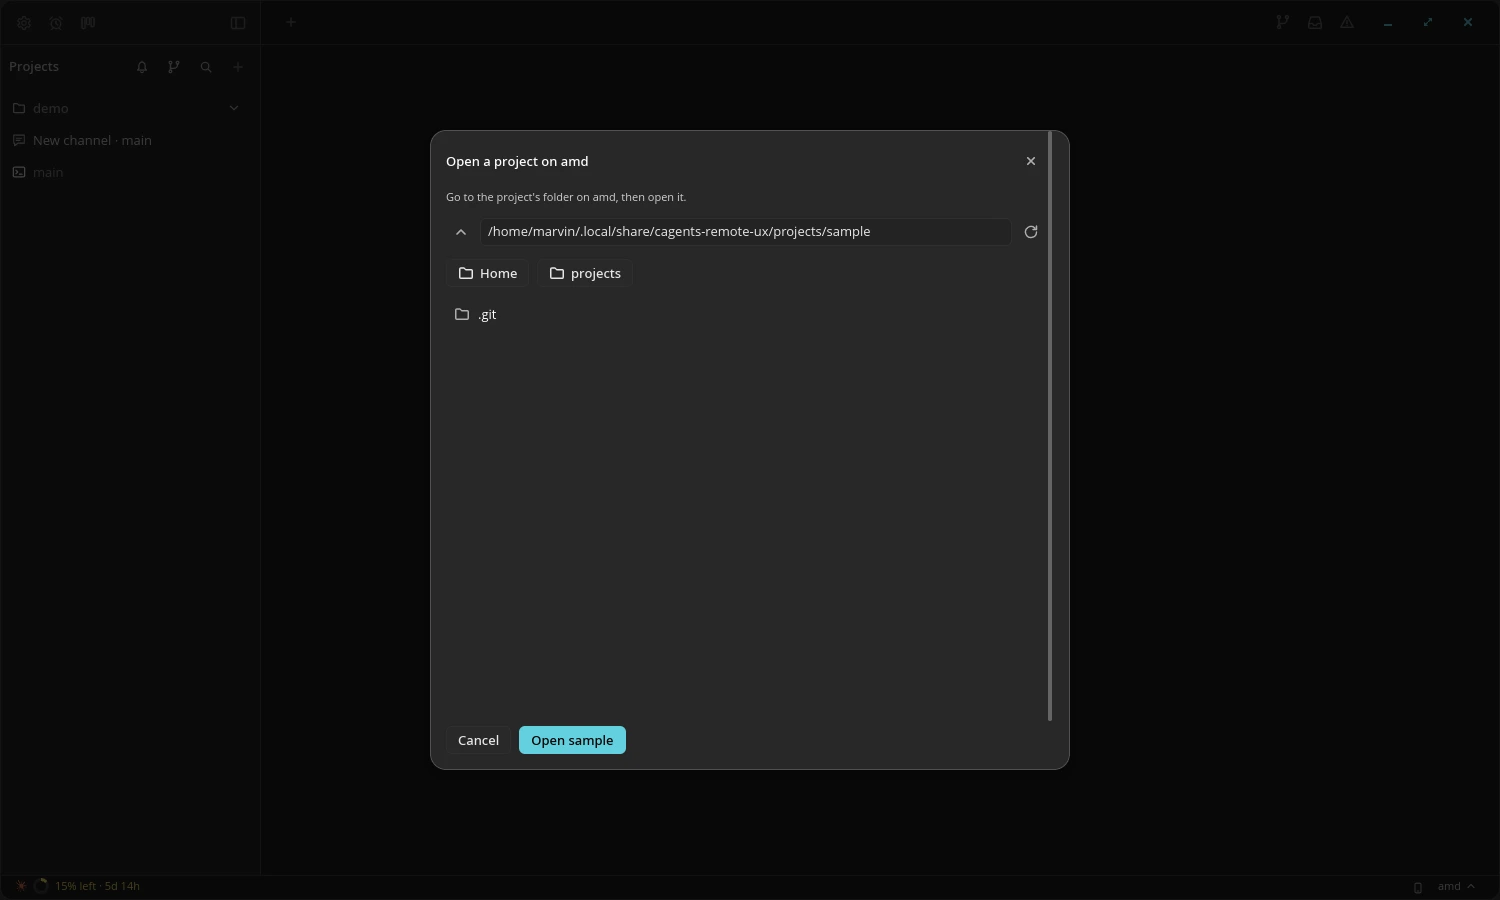 Projects
demo
New channel · main
main
Open a project on amd
Go to the project's folder on amd, then open it.
/home/marvin/.local/share/cagents-remote-ux/projects/sample
Home projects
.git
Cancel Open sample
15% left · 5d 14h
amd